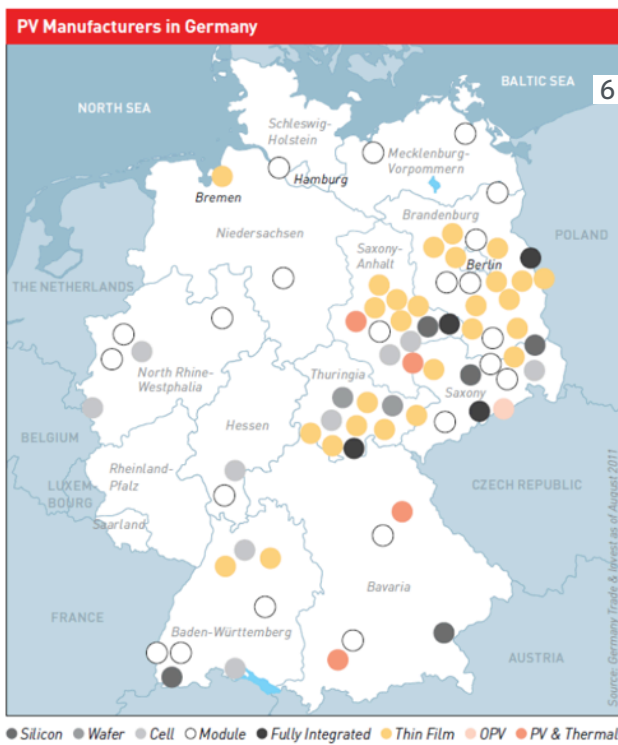 PV Manufacturers in Germany
BALTIC SEA
6
NORTH SEA
Schleswig-
Holstein
Hamburg
Mecklenburg-
Vorpommern
Bremen
Brandenburg
Niedersachsen
POLAND
Saxony-
Anhalt
Berlin
THE NETHERLANDS
North Rhine-
Westphalia
Thuringia
Saxony
BELGIUM
Hessen
Rheinland-
Pfalz
LUXEM-
BOURG
CZECH REPUBLIC
Saarland
FRANCE
Bavaria
Baden-Württemberg
AUSTRIA
Source: Germany Trade & Invest as of August 2011
Silicon Wafer Cell Module Fully Integrated Thin Film OPV PV & Thermal